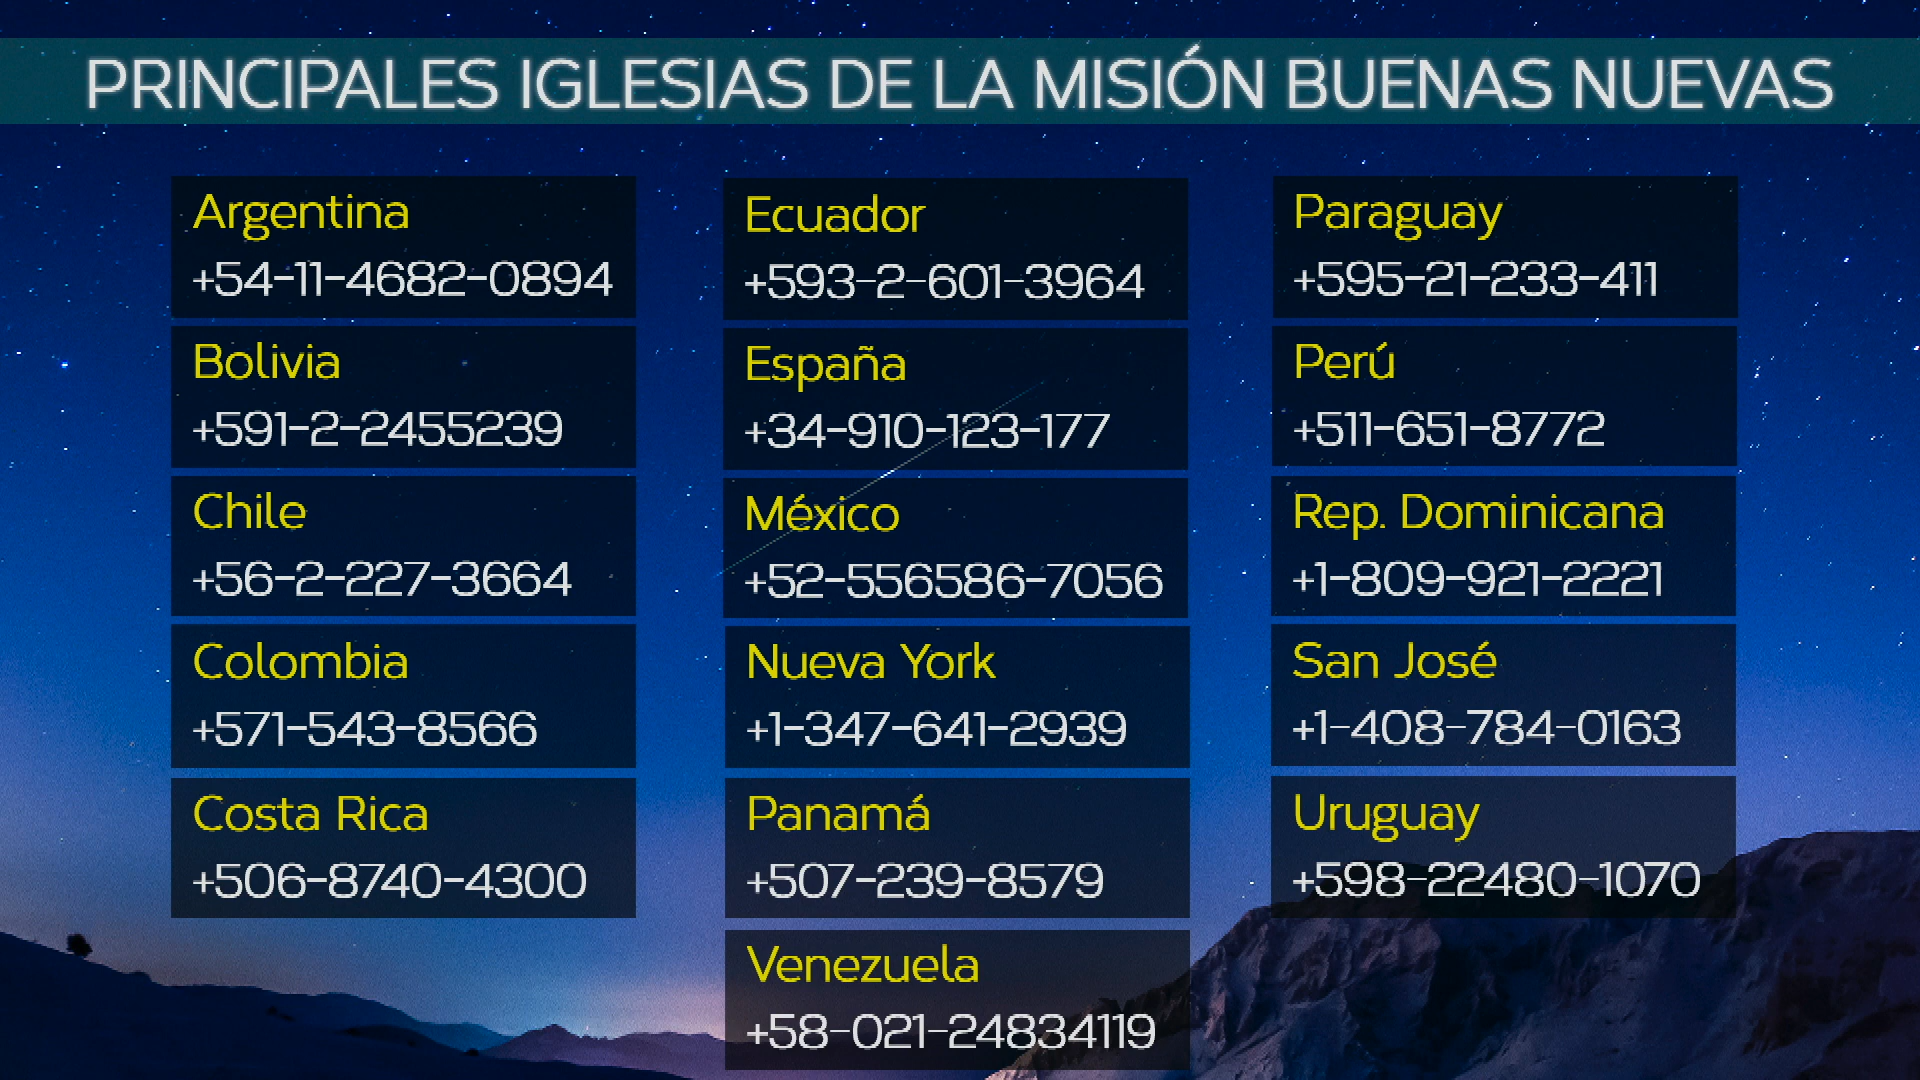 PRINCIPALES IGLESIAS DE LA MISIÓN BUENAS NUEVAS
Argentina
+54-11-4682-0894
Bolivia
+591-2-2455239
Chile
+56-2-227-3664
Colombia
+571-543-8566
Costa Rica
+506-8740-4300
Ecuador
+593-2-601-3964
España
+34-910-123-177
México
+52-556586-7056
Nueva York
+1-347-641-2939
Panamá
+507-239-8579
Venezuela
+58-021-24834119
Paraguay
+595-21-233-411
Perú
+511-651-8772
Rep. Dominicana
+1-809-921-2221
San José
+1-408-784-0163
Uruguay
+598-22480-1070